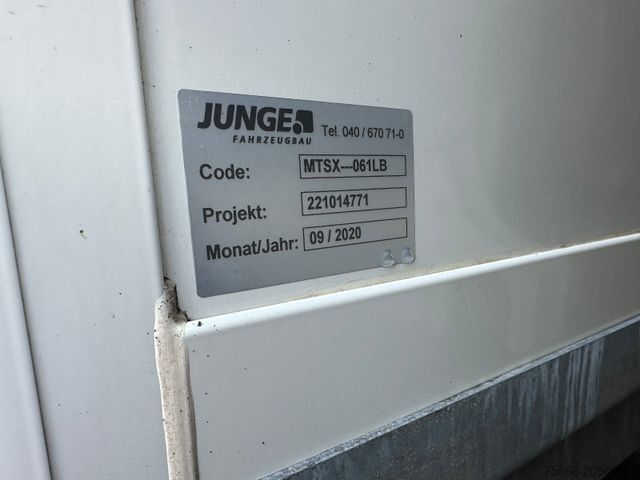 JUNGE
FAHRZEUGBAU
Tel. 040 / 670 71-0
Code: MTSX---061LB
Projekt: 221014771
Monat/Jahr: 09 / 2020